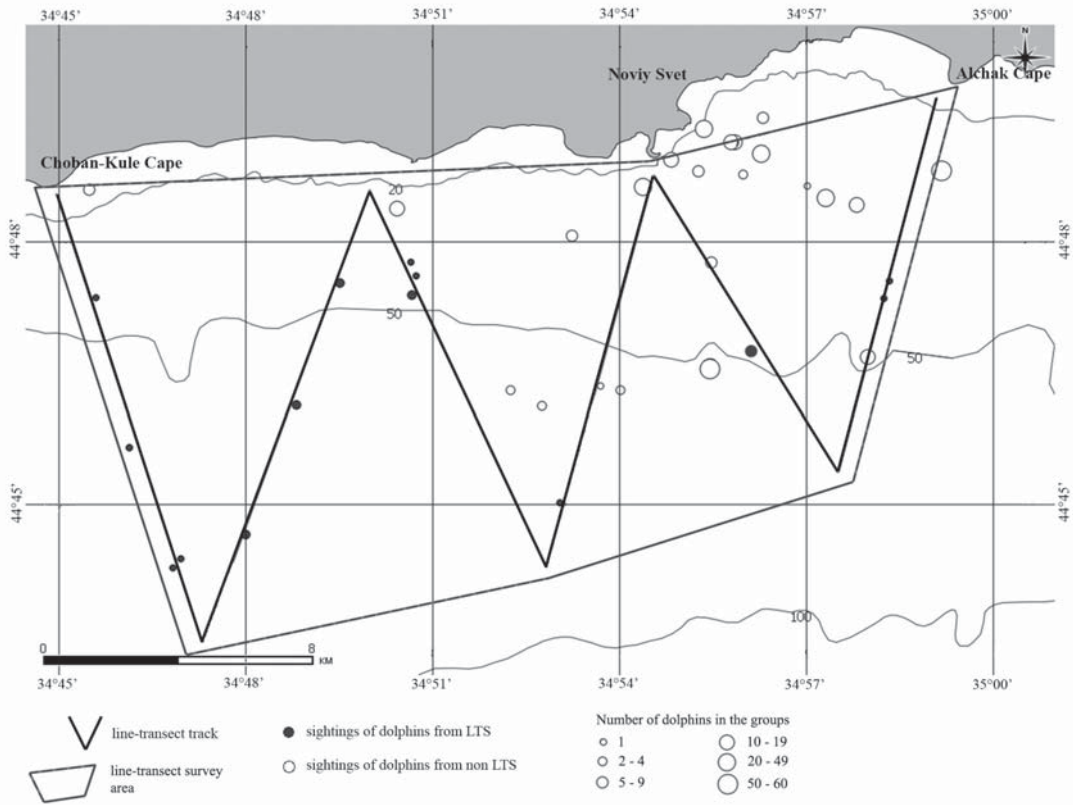 34°45’ 34°48’ 34°51’ 34°54’ 34°57’ 35°00’
N
Noviy Svet
Alchak Cape
Choban-Kule Cape
20
44°48’ 44°48’
50
50
44°45’ 44°45’
100
0 8
КМ
34°45’ 34°48’ 34°51’ 34°54’ 34°57’ 35°00’
line-transect track
line-transect survey
area
sightings of dolphins from LTS
sightings of dolphins from non LTS
Number of dolphins in the groups
1 10 - 19
2 - 4 20 - 49
5 - 9 50 - 60